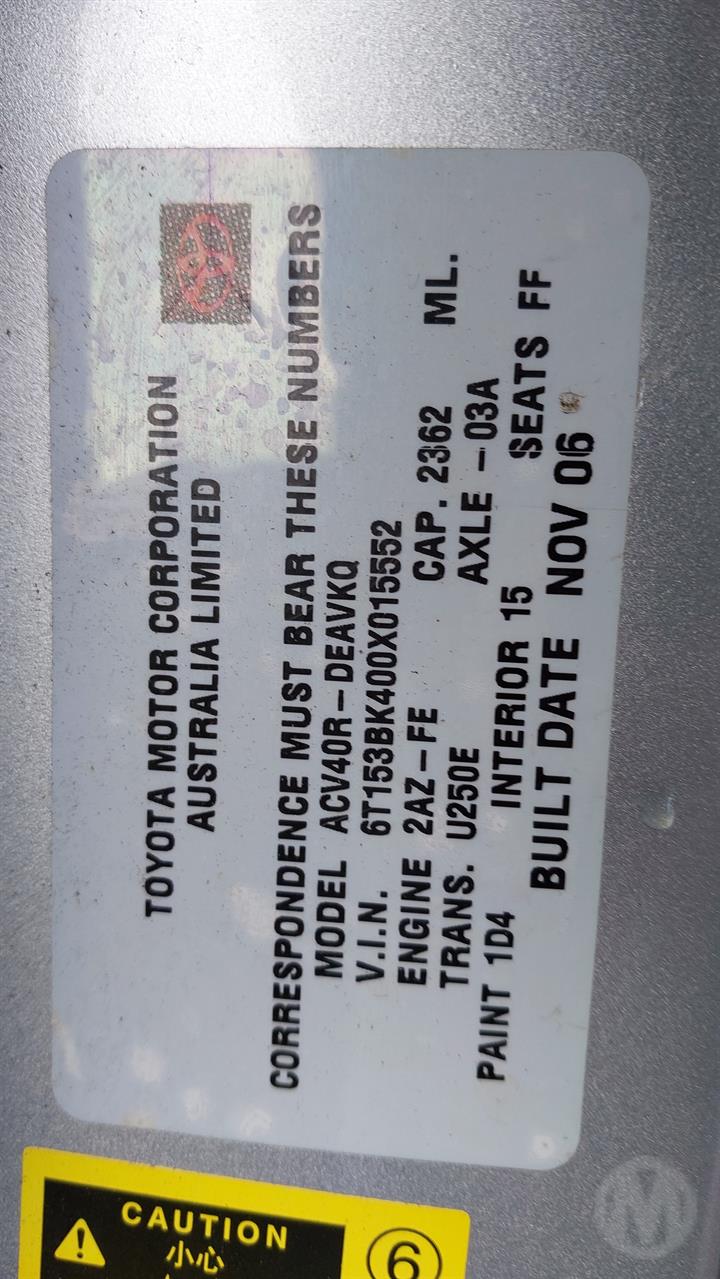 TOYOTA MOTOR CORPORATION
AUSTRALIA LIMITED
CORRESPONDENCE MUST BEAR THESE NUMBERS
MODEL ACV40R-DEAVKQ
V.I.N. 6T153BK400X015552
ENGINE 2AZ-FE CAP. 2362 ML.
TRANS. U250E AXLE -03A
PAINT 1D4 INTERIOR 15 SEATS FF
BUILT DATE NOV 06
CAUTION
小心
6
M